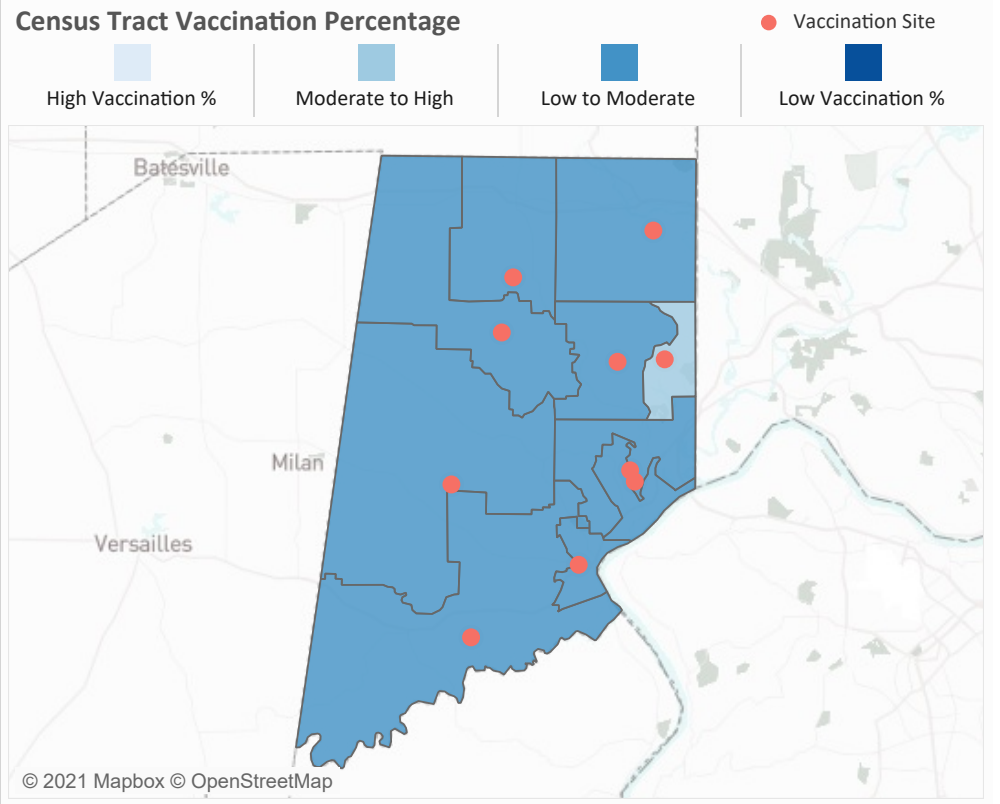 Census Tract Vaccination Percentage
Vaccination Site
High Vaccination %
Moderate to High
Low to Moderate
Low Vaccination %
Batesville
Milan
Versailles
© 2021 Mapbox © OpenStreetMap